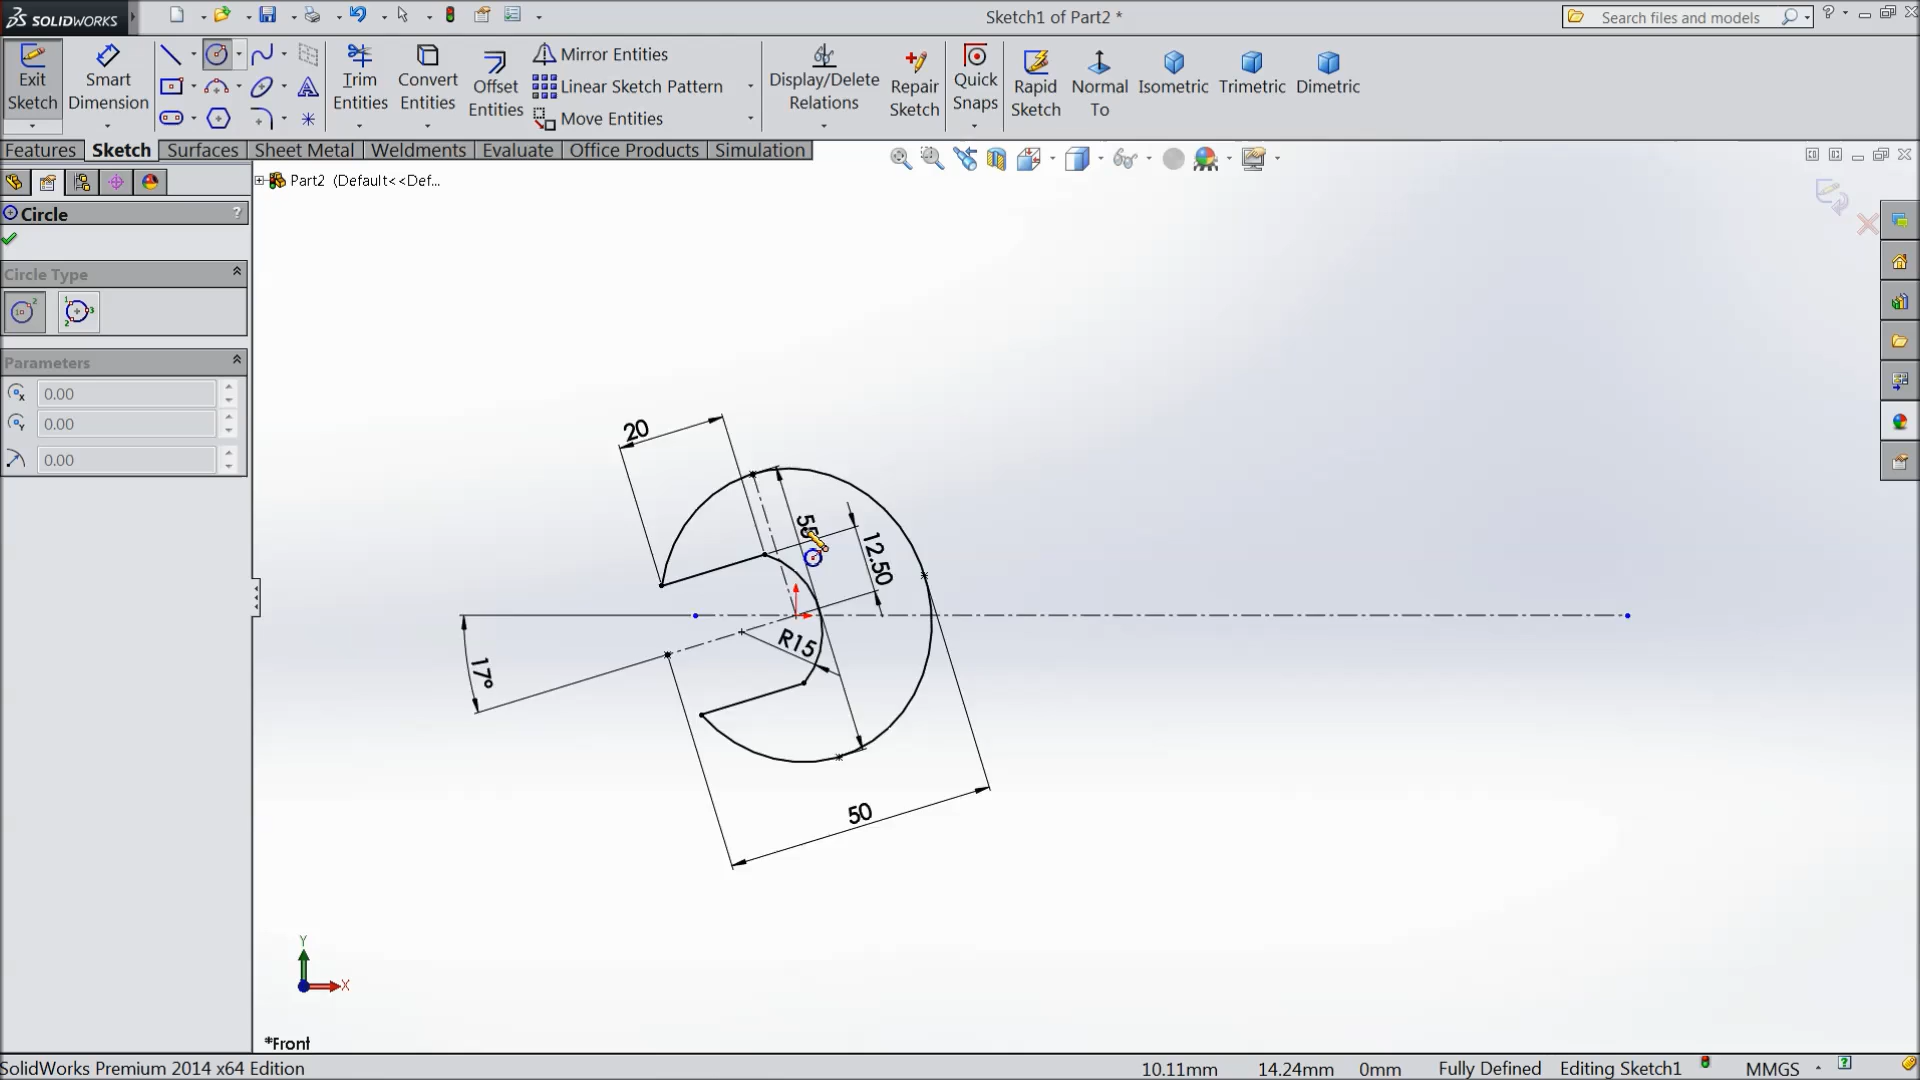 SOLIDWORKS
Sketch1 of Part2 *
Search files and models
Exit Sketch
Smart Dimension
Trim Entities
Convert Entities
Offset Entities
Mirror Entities
Linear Sketch Pattern
Move Entities
Display/Delete Relations
Repair Sketch
Quick Snaps
Rapid Sketch
Normal To
Isometric
Trimetric
Dimetric
Features
Sketch
Surfaces
Sheet Metal
Weldments
Evaluate
Office Products
Simulation
Part2 (Default<<Def...
Circle
?
Circle Type
Parameters
0.00
0.00
0.00
20
12.50
R15
17°
50
Y
X
*Front
SolidWorks Premium 2014 x64 Edition
10.11mm
14.24mm
0mm
Fully Defined
Editing Sketch1
MMGS